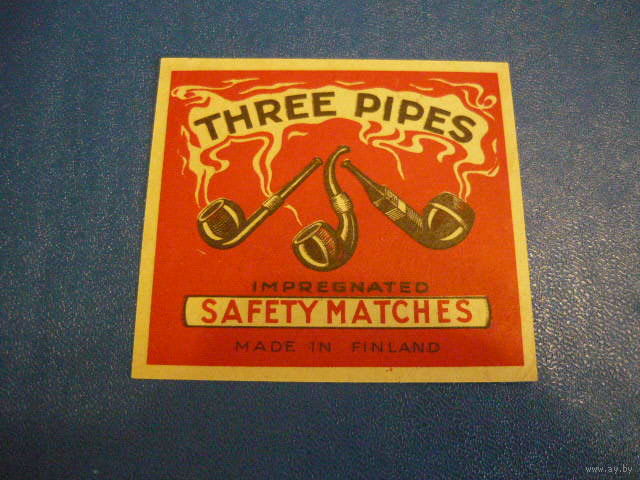 THREE PIPES
IMPREGNATED
SAFETY MATCHES
MADE IN FINLAND
www.ay.by